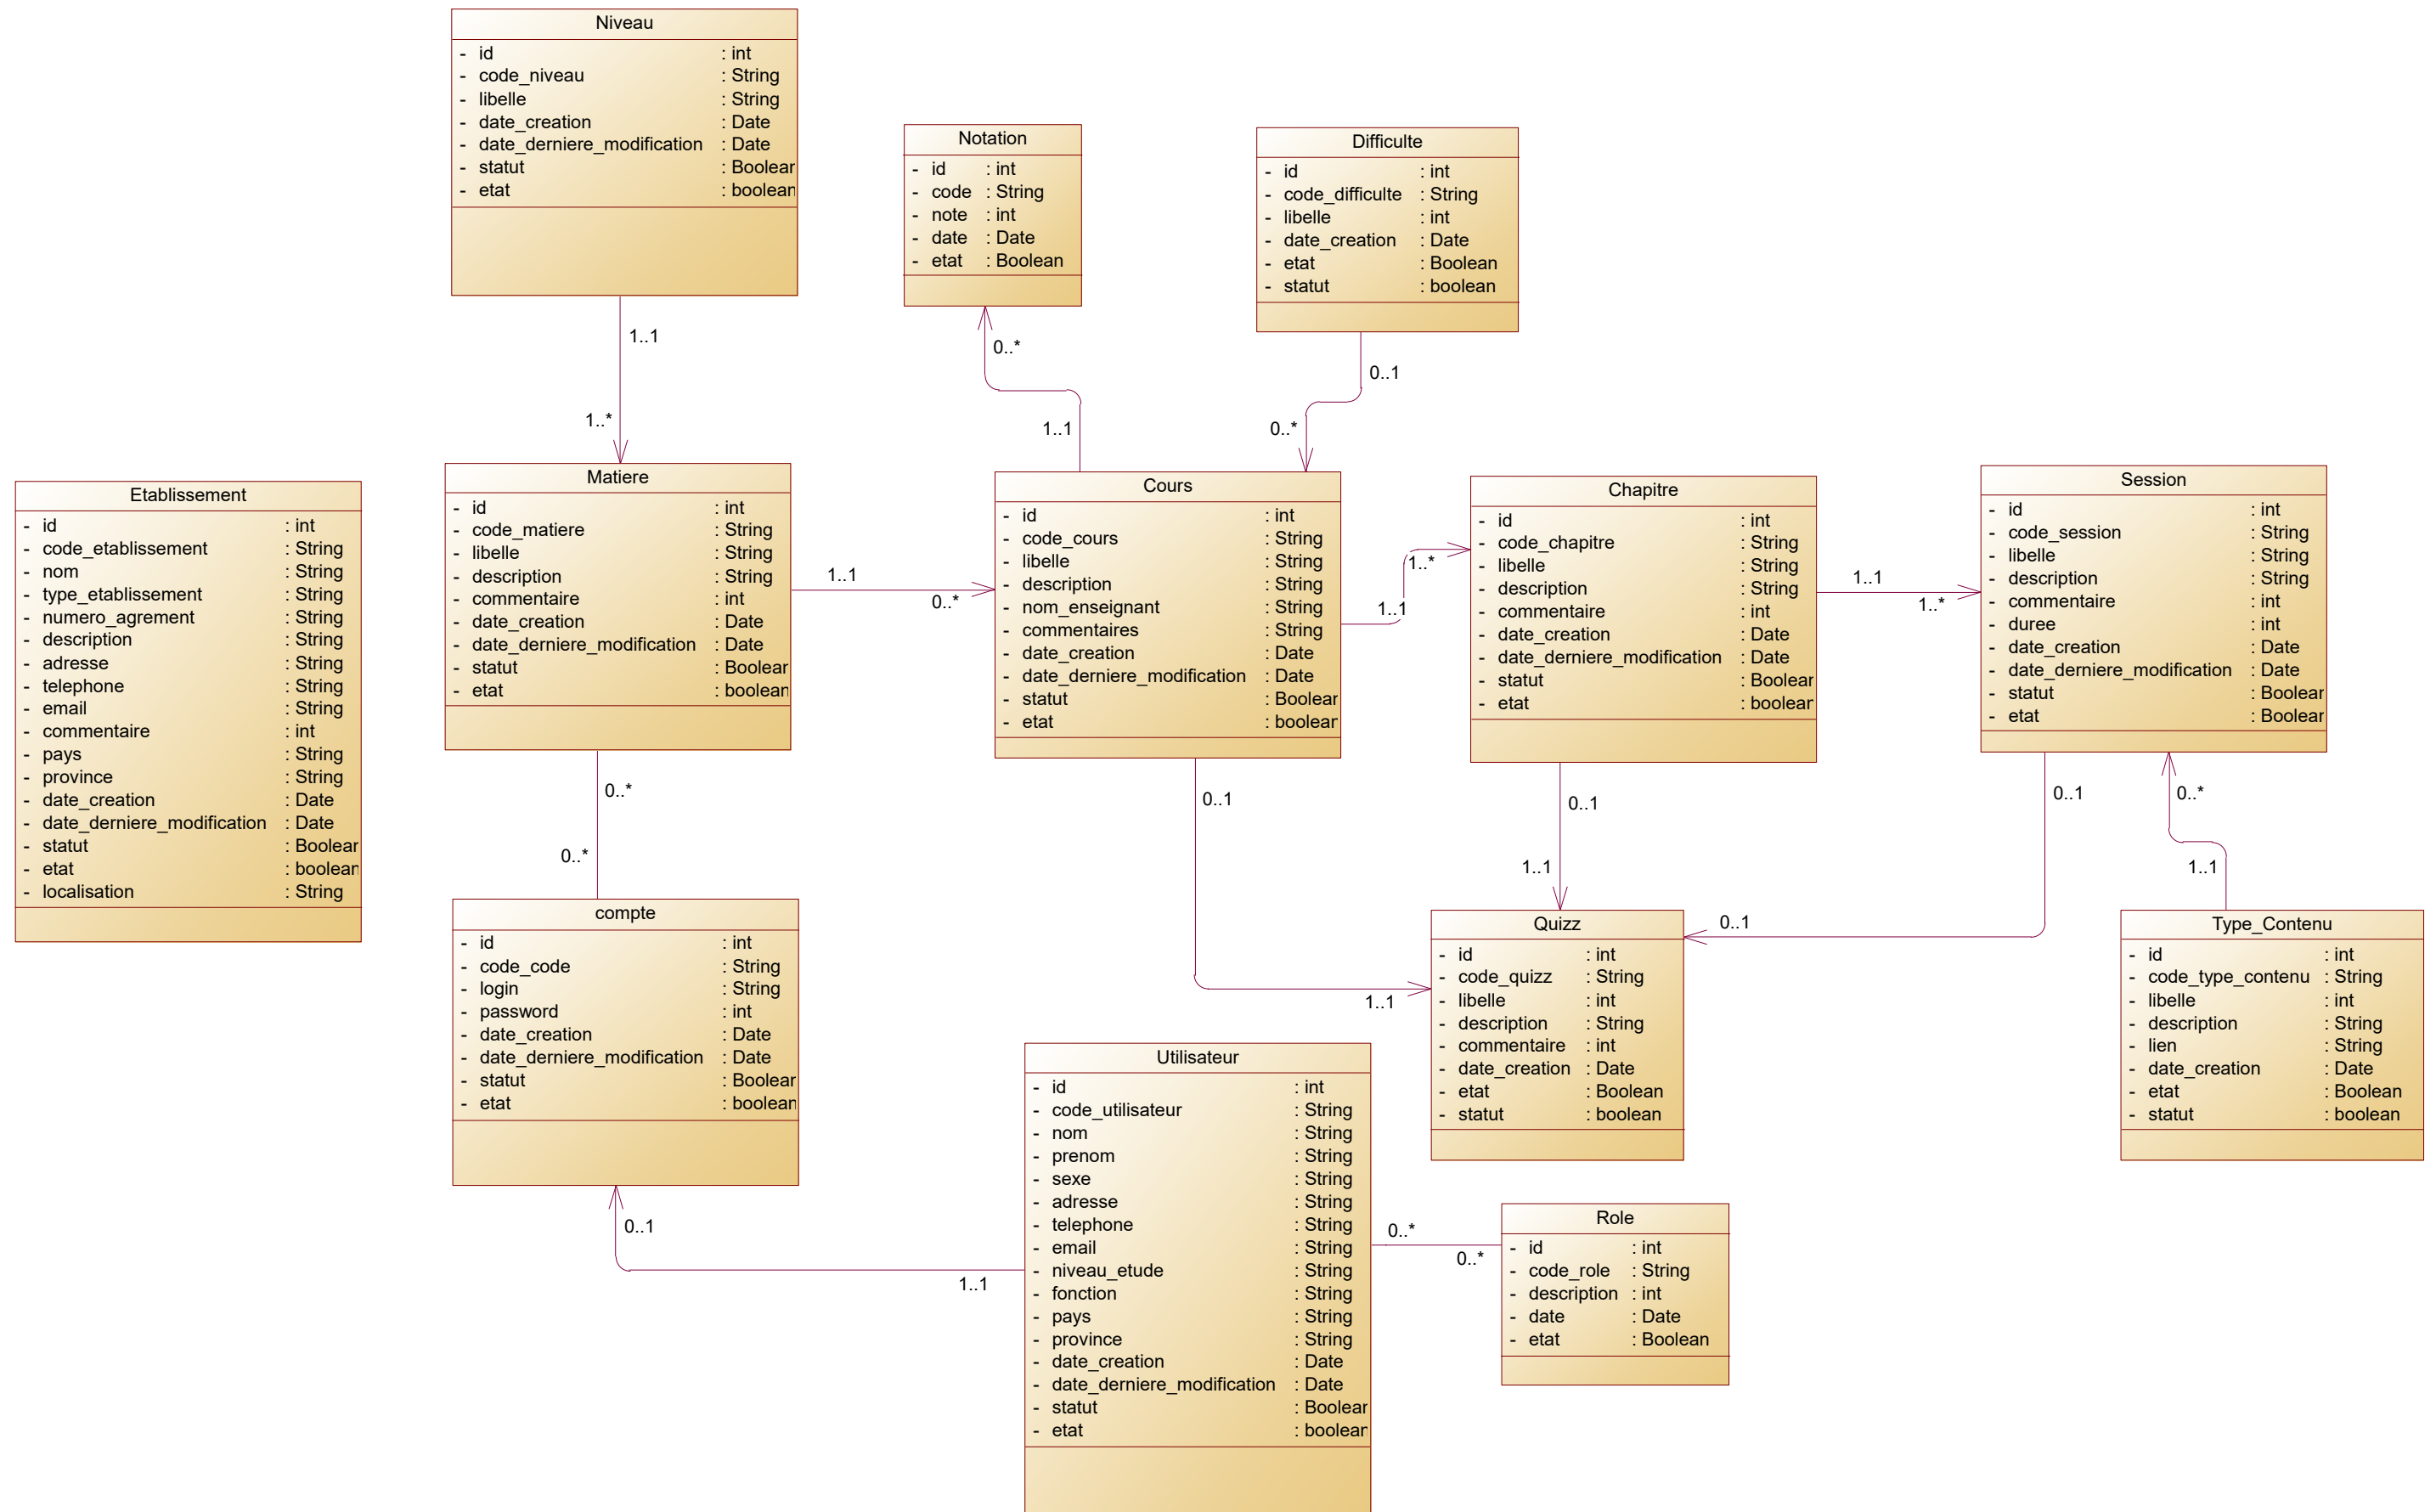 Niveau
- id : int
- code_niveau : String
- libelle : String
- date_creation : Date
- date_derniere_modification : Date
- statut : Boolear
- etat : boolean
1..1
1..*
Notation
- id : int
- code : String
- note : int
- date : Date
- etat : Boolean
0..*
1..1
Difficulte
- id : int
- code_difficulte : String
- libelle : int
- date_creation : Date
- etat : Boolean
- statut : boolean
0..1
0..*
Etablissement
- id : int
- code_etablissement : String
- nom : String
- type_etablissement : String
- numero_agrement : String
- description : String
- adresse : String
- telephone : String
- email : String
- commentaire : int
- pays : String
- province : String
- date_creation : Date
- date_derniere_modification : Date
- statut : Boolear
- etat : boolean
- localisation : String
Matiere
- id : int
- code_matiere : String
- libelle : String
- description : String
- commentaire : int
- date_creation : Date
- date_derniere_modification : Date
- statut : Boolear
- etat : boolean
1..1
0..*
Cours
- id : int
- code_cours : String
- libelle : String
- description : String
- nom_enseignant : String
- commentaires : String
- date_creation : Date
- date_derniere_modification : Date
- statut : Boolear
- etat : boolear
1..*
1..1
Chapitre
- id : int
- code_chapitre : String
- libelle : String
- description : String
- commentaire : int
- date_creation : Date
- date_derniere_modification : Date
- statut : Boolear
- etat : boolear
1..1
1..*
Session
- id : int
- code_session : String
- libelle : String
- description : String
- commentaire : int
- duree : int
- date_creation : Date
- date_derniere_modification : Date
- statut : Boolear
- etat : Boolear
0..*
0..*
0..1
1..1
0..1
1..1
0..1
0..1
0..*
1..1
compte
- id : int
- code_code : String
- login : String
- password : int
- date_creation : Date
- date_derniere_modification : Date
- statut : Boolear
- etat : boolean
0..1
1..1
Quizz
- id : int
- code_quizz : String
- libelle : int
- description : String
- commentaire : int
- date_creation : Date
- etat : Boolean
- statut : boolean
Type_Contenu
- id : int
- code_type_contenu : String
- libelle : int
- description : String
- lien : String
- date_creation : Date
- etat : Boolean
- statut : boolean
Utilisateur
- id : int
- code_utilisateur : String
- nom : String
- prenom : String
- sexe : String
- adresse : String
- telephone : String
- email : String
- niveau_etude : String
- fonction : String
- pays : String
- province : String
- date_creation : Date
- date_derniere_modification : Date
- statut : Boolear
- etat : boolear
0..*
0..*
Role
- id : int
- code_role : String
- description : int
- date : Date
- etat : Boolean